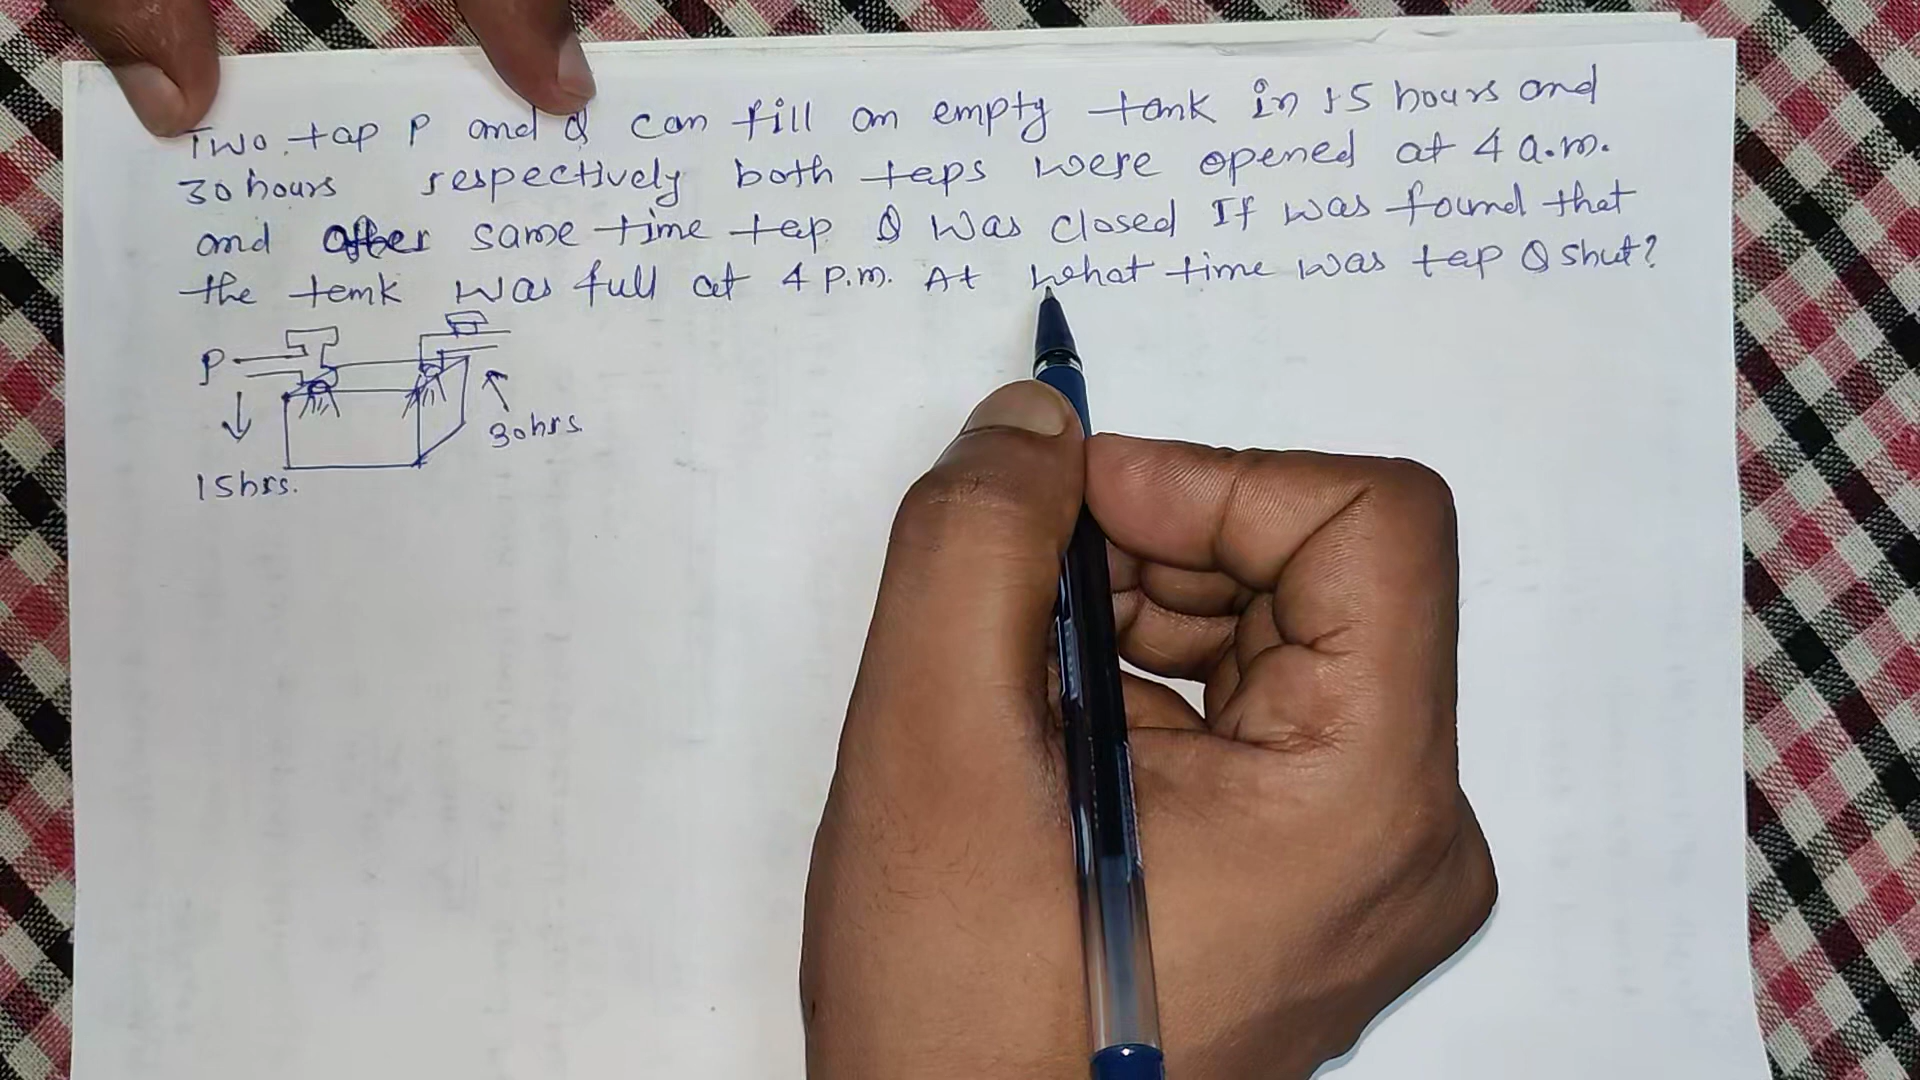 Two tap P and Q can fill an empty tank in 15 hours and
30 hours respectively both taps were opened at 4 a.m.
and after some time tap Q was closed If was found that
the tank was full at 4 p.m. At what time was tap Q shut?
P
30hrs.
15hrs.